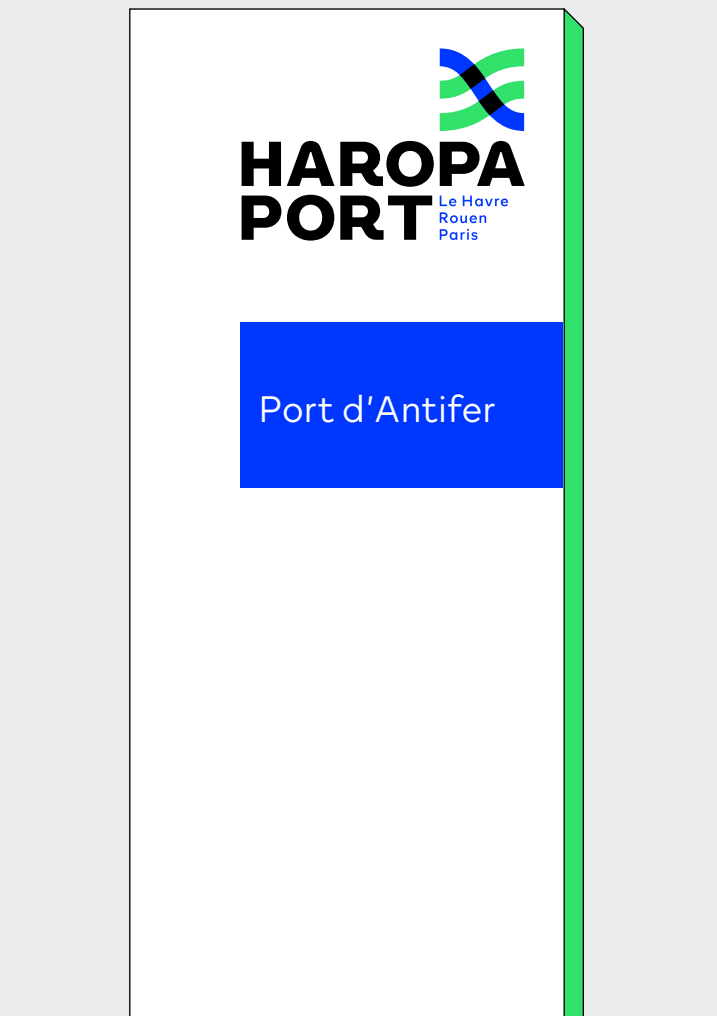 HAROPA
PORT
Le Havre
Rouen
Paris
Port d'Antifer